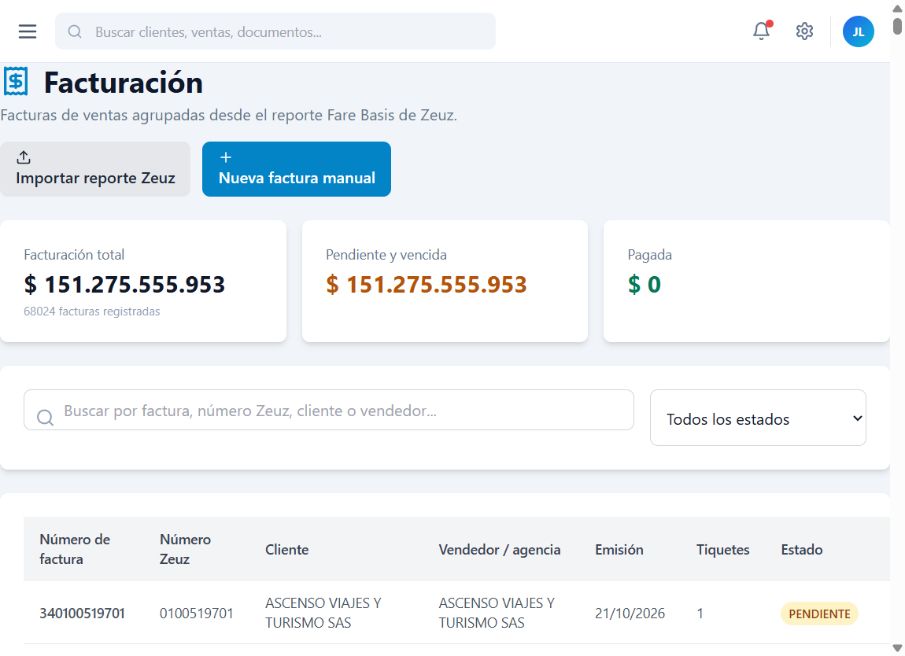 Buscar clientes, ventas, documentos...
JL
Facturación
Facturas de ventas agrupadas desde el reporte Fare Basis de Zeuz.
Importar reporte Zeuz
Nueva factura manual
Facturación total
$ 151.275.555.953
68024 facturas registradas
Pendiente y vencida
$ 151.275.555.953
Pagada
$ 0
Buscar por factura, número Zeuz, cliente o vendedor...
Todos los estados
Número de
factura
Número
Zeuz
Cliente
Vendedor / agencia
Emisión
Tiquetes
Estado
340100519701
0100519701
ASCENSO VIAJES Y
TURISMO SAS
ASCENSO VIAJES Y
TURISMO SAS
21/10/2026
1
PENDIENTE